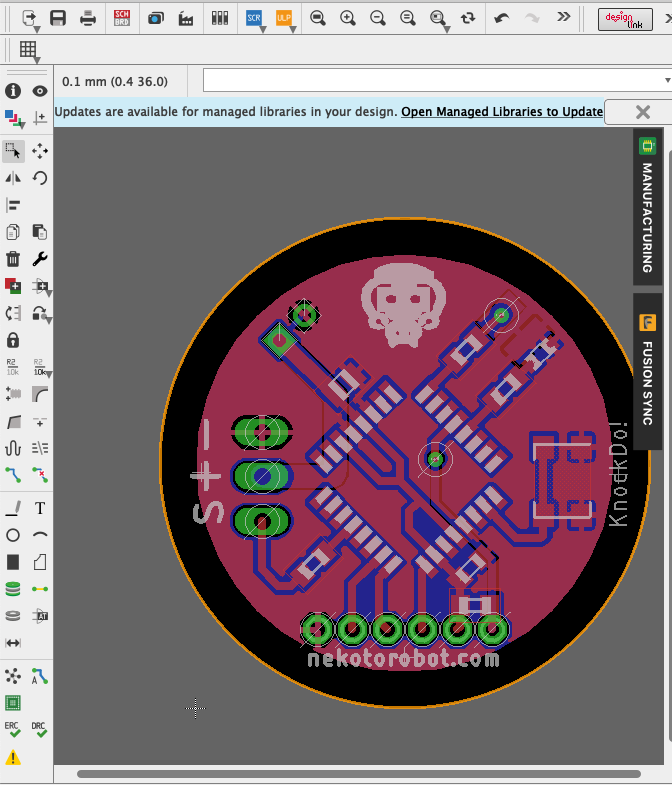 SCH
BRD
SCR
ULP
design
link
0.1 mm (0.4 36.0)
Updates are available for managed libraries in your design. Open Managed Libraries to Update
MANUFACTURING
F
FUSION SYNC
R2
10k
R2
10k
T
ERC
DRC
S+-
KnockDo!
nekotorobot.com